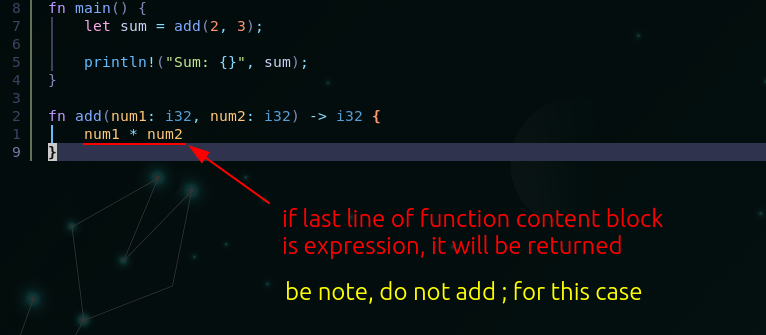 8 fn main() {
7 let sum = add(2, 3);
6
5 println!("Sum: {}", sum);
4 }
3
2 fn add(num1: i32, num2: i32) -> i32 {
1 num1 * num2
9 }
if last line of function content block
is expression, it will be returned
be note, do not add ; for this case